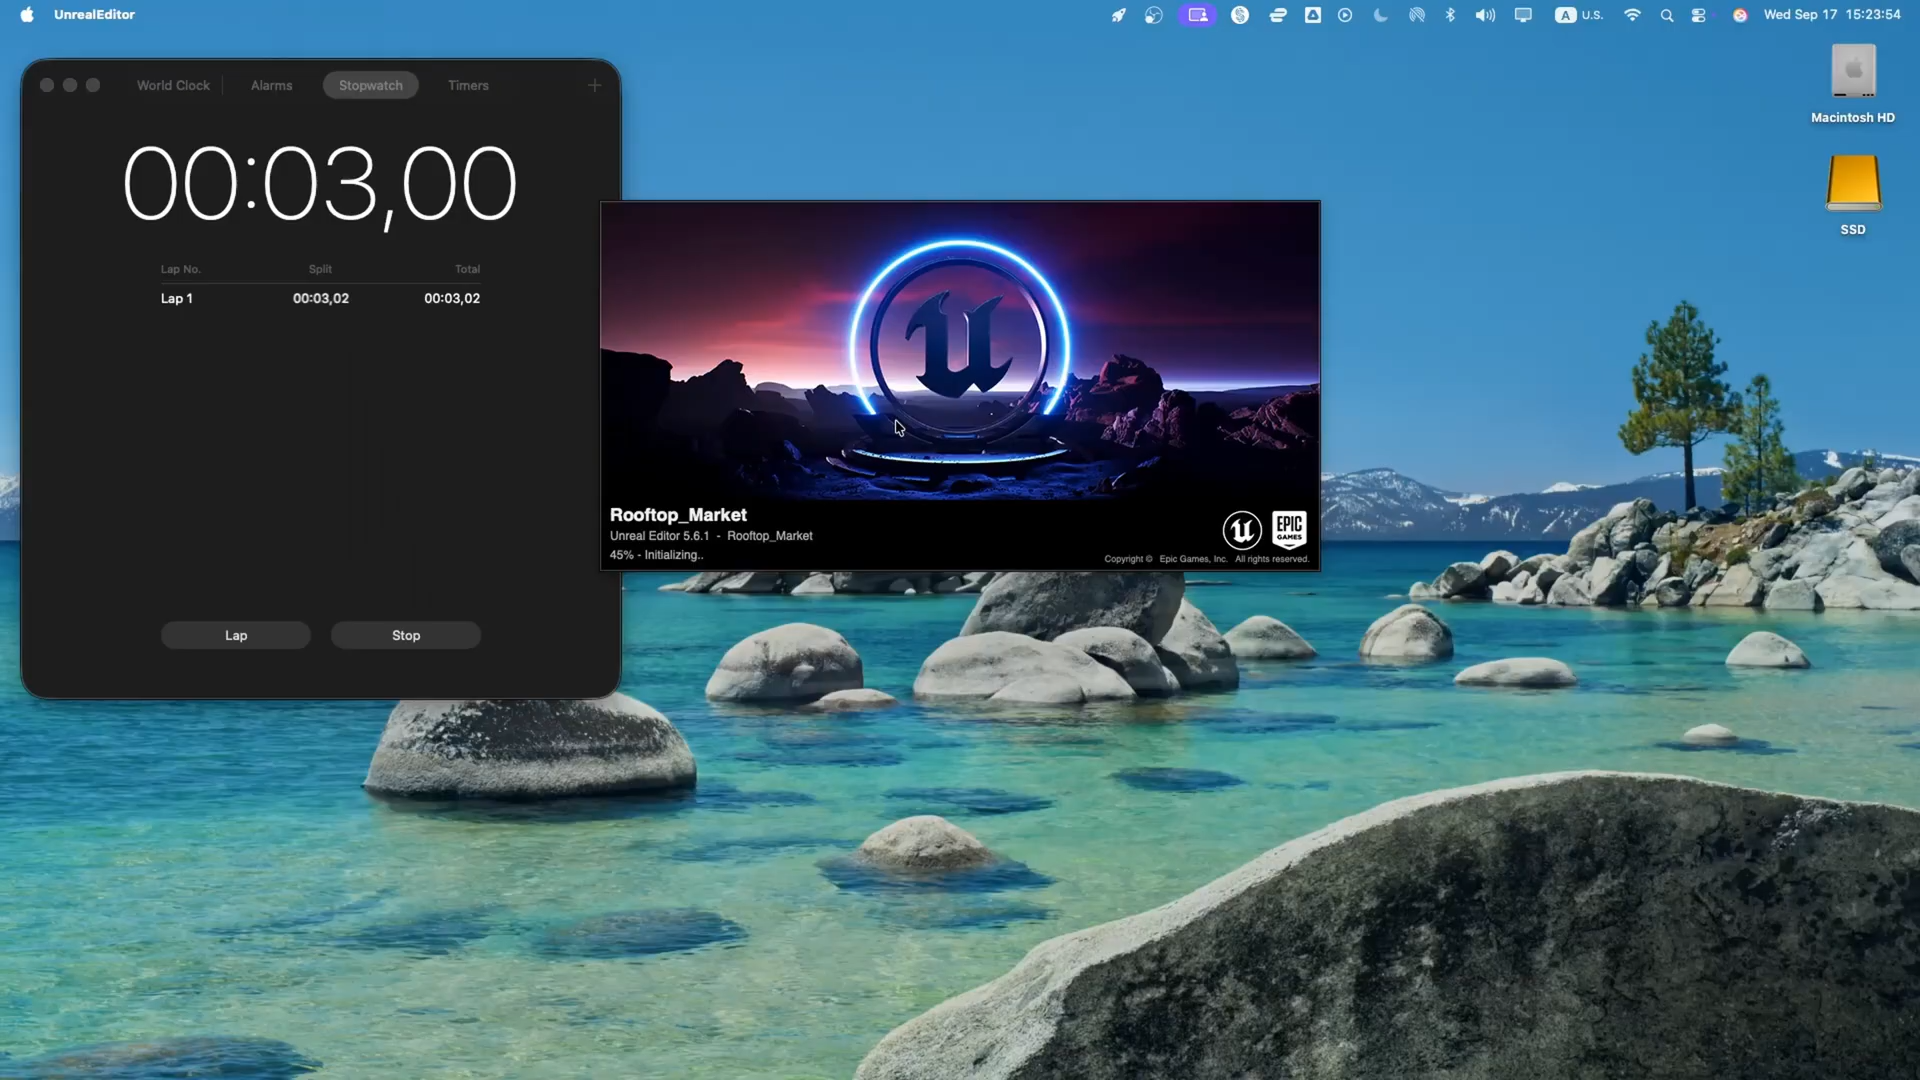 UnrealEditor
A U.S.
Wed Sep 17 15:23:54
World Clock
Alarms
Stopwatch
Timers
00:03,00
Lap No. Split Total
Lap 1 00:03,02 00:03,02
Lap
Stop
Rooftop_Market
Unreal Editor 5.6.1 - Rooftop_Market
45% - Initializing..
EPIC
GAMES
Copyright © Epic Games, Inc. All rights reserved.
Macintosh HD
SSD